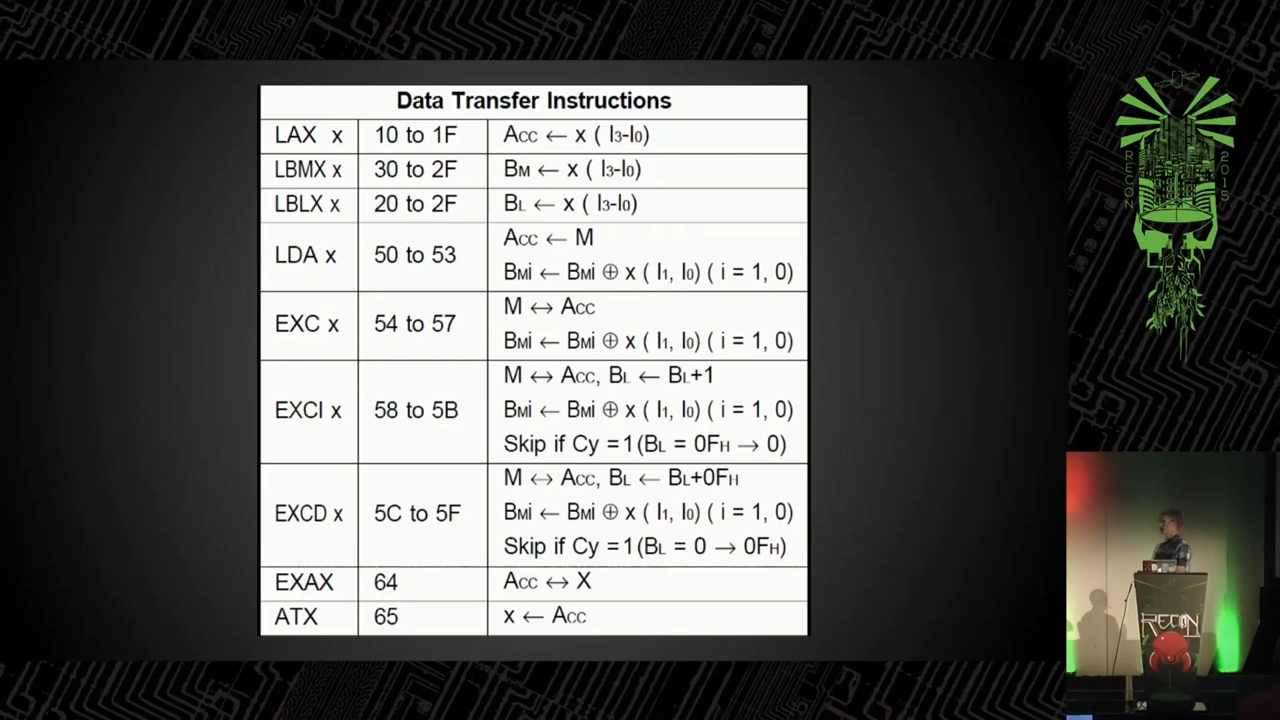 Data Transfer Instructions
LAX x 10 to 1F Acc ← x ( I3-I0)
LBMX x 30 to 2F BM ← x ( I3-I0)
LBLX x 20 to 2F BL ← x ( I3-I0)
LDA x 50 to 53 Acc ← M
BMi ← BMi ⊕ x ( I1, I0) ( i = 1, 0)
EXC x 54 to 57 M ↔ Acc
BMi ← BMi ⊕ x ( I1, I0) ( i = 1, 0)
EXCI x 58 to 5B M ↔ Acc, BL ← BL+1
BMi ← BMi ⊕ x ( I1, I0) ( i = 1, 0)
Skip if Cy =1(BL = 0FH → 0)
EXCD x 5C to 5F M ↔ Acc, BL ← BL+0FH
BMi ← BMi ⊕ x ( I1, I0) ( i = 1, 0)
Skip if Cy =1(BL = 0 → 0FH)
EXAX 64 Acc ↔ X
ATX 65 x ← Acc
RECON
2015
RECON